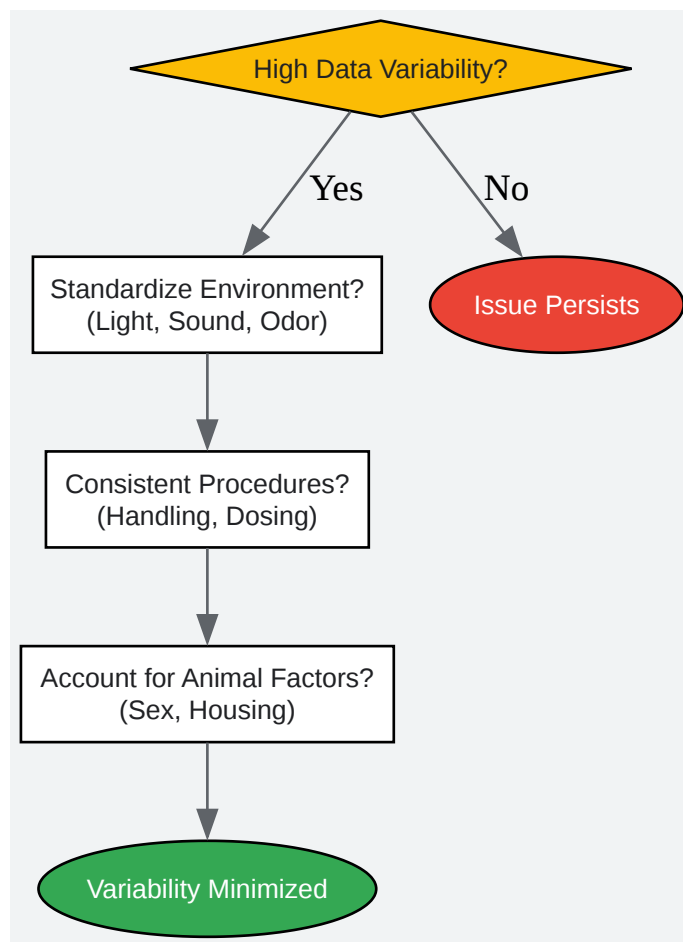 High Data Variability?
Yes
No
Standardize Environment?
(Light, Sound, Odor)
Issue Persists
Consistent Procedures?
(Handling, Dosing)
Account for Animal Factors?
(Sex, Housing)
Variability Minimized